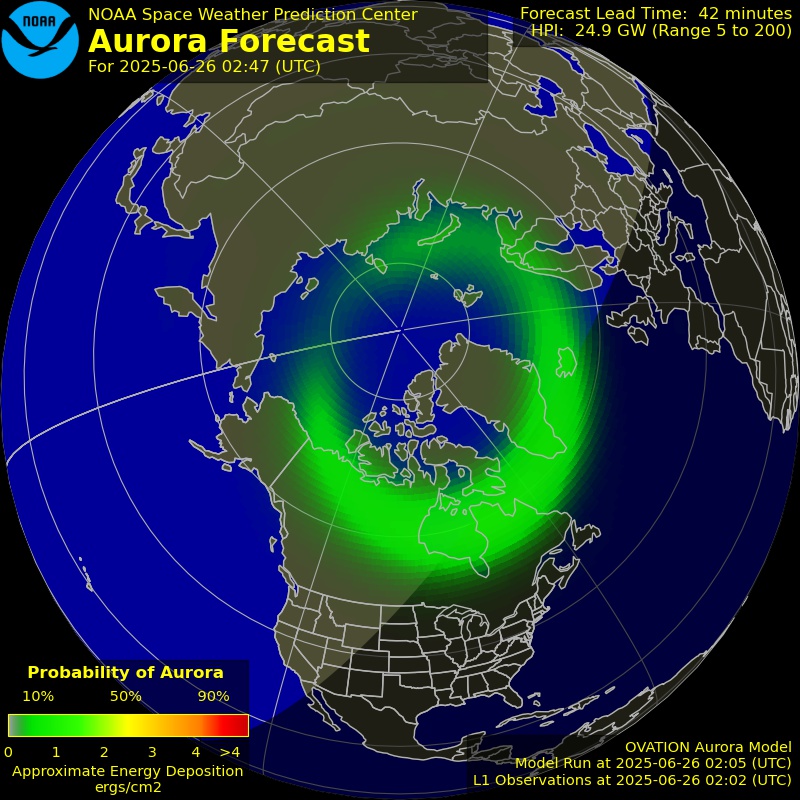 NOAA
NOAA Space Weather Prediction Center
Aurora Forecast
For 2025-06-26 02:47 (UTC)
Forecast Lead Time: 42 minutes
HPI: 24.9 GW (Range 5 to 200)
Probability of Aurora
10% 50% 90%
0 1 2 3 4 >4
Approximate Energy Deposition
ergs/cm2
OVATION Aurora Model
Model Run at 2025-06-26 02:05 (UTC)
L1 Observations at 2025-06-26 02:02 (UTC)